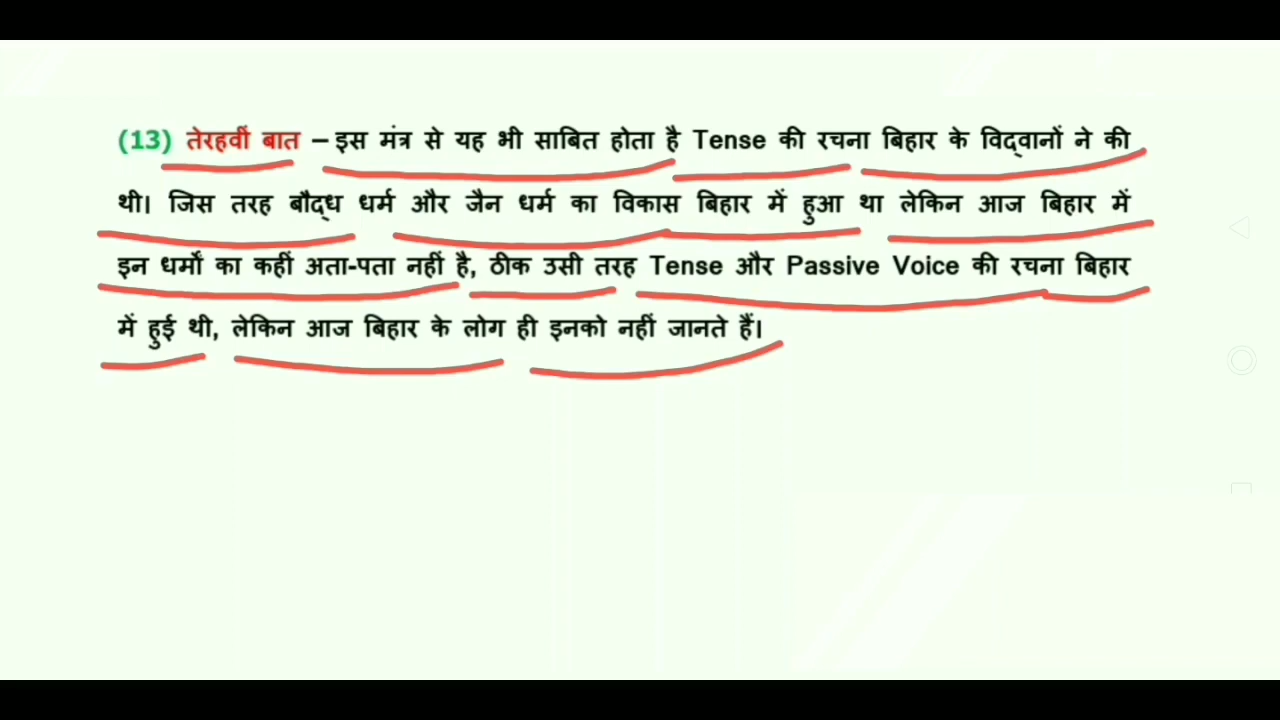 (13) तेरहवीं बात – इस मंत्र से यह भी साबित होता है Tense की रचना बिहार के विद्वानों ने की
थी। जिस तरह बौद्ध धर्म और जैन धर्म का विकास बिहार में हुआ था लेकिन आज बिहार में
इन धर्मों का कहीं अता-पता नहीं है, ठीक उसी तरह Tense और Passive Voice की रचना बिहार
में हुई थी, लेकिन आज बिहार के लोग ही इनको नहीं जानते हैं।